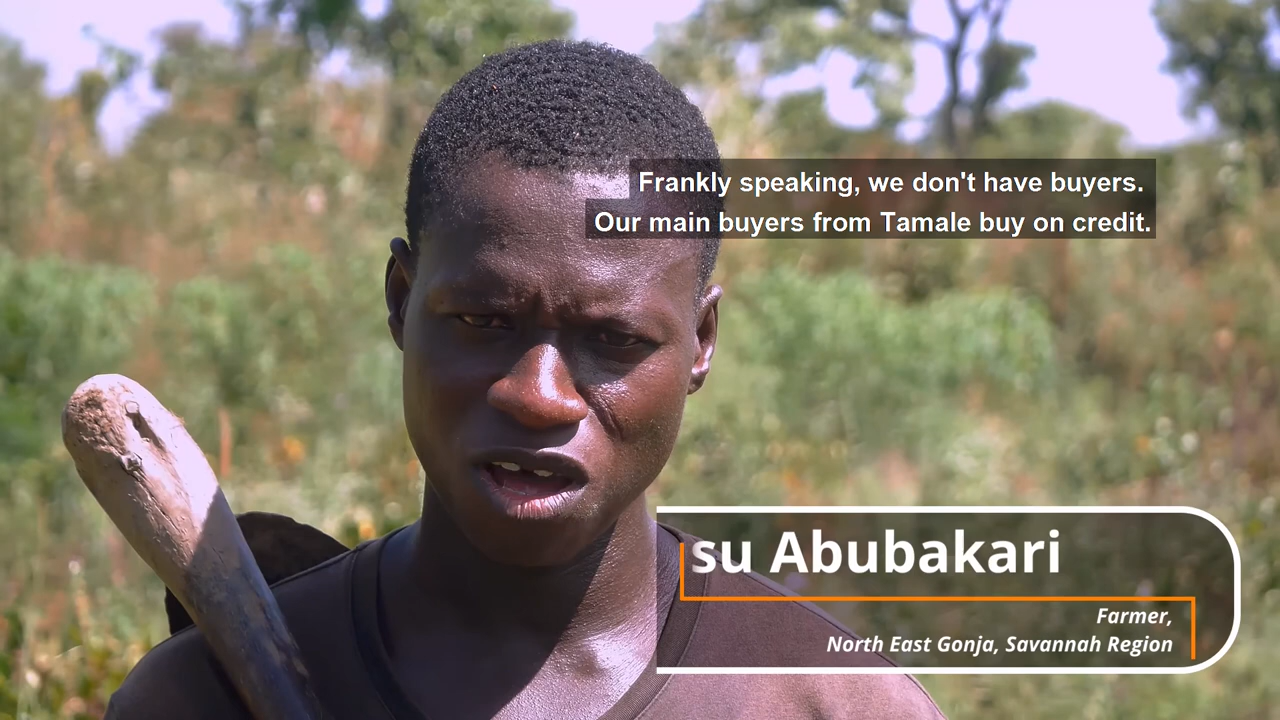 Frankly speaking, we don't have buyers.
Our main buyers from Tamale buy on credit.
su Abubakari
Farmer,
North East Gonja, Savannah Region